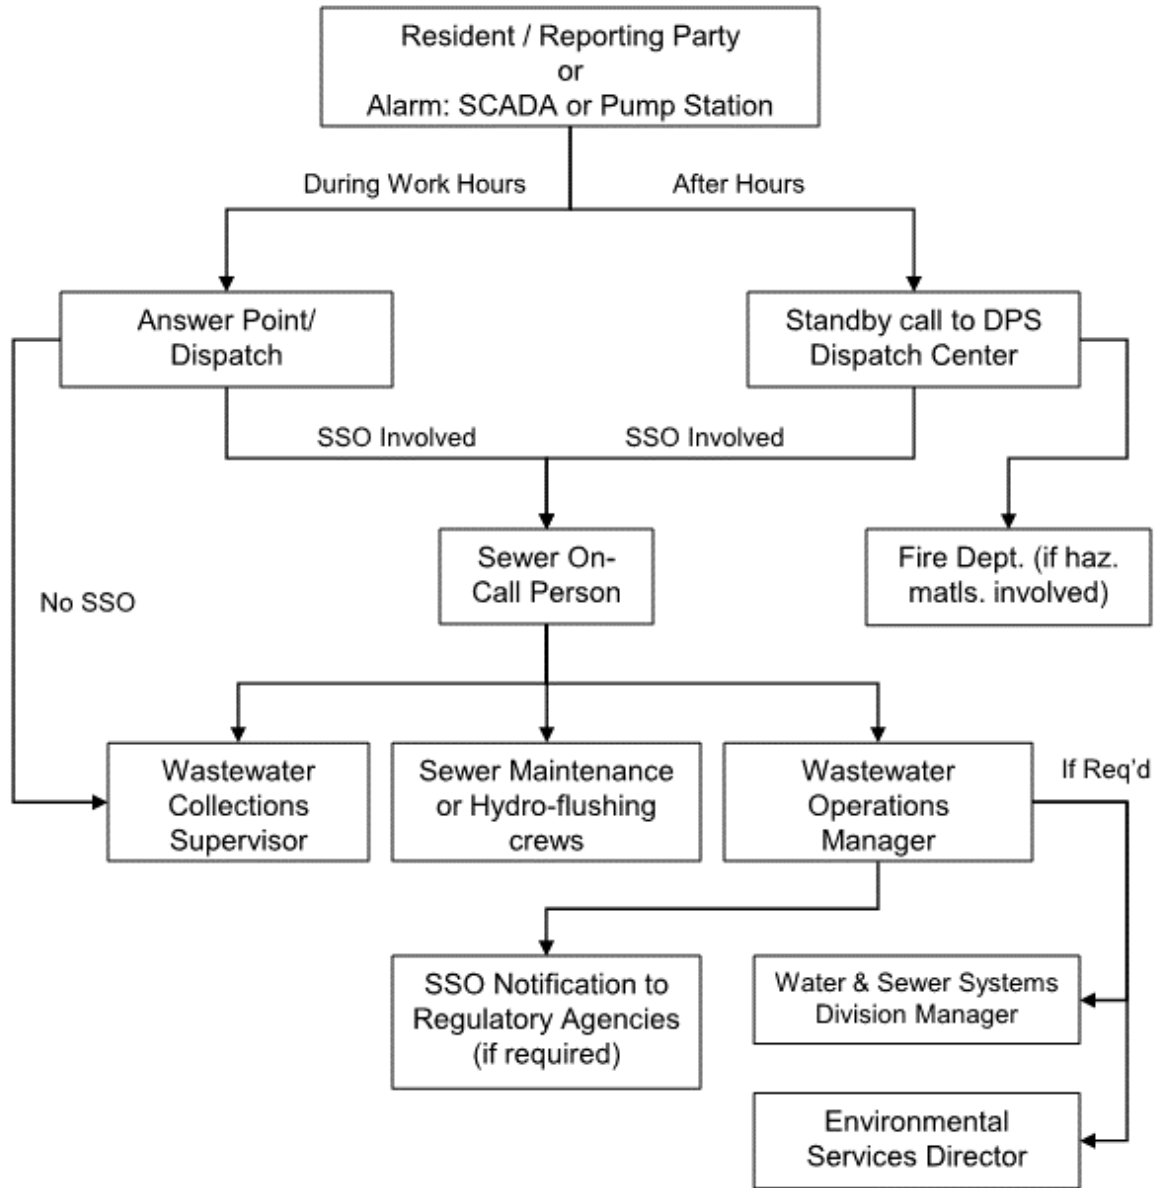 Resident / Reporting Party
or
Alarm: SCADA or Pump Station
During Work Hours
After Hours
Answer Point/
Dispatch
Standby call to DPS
Dispatch Center
SSO Involved
SSO Involved
Sewer On-
Call Person
Fire Dept. (if haz.
matls. involved)
No SSO
Wastewater
Collections
Supervisor
Sewer Maintenance
or Hydro-flushing
crews
Wastewater
Operations
Manager
If Req'd
SSO Notification to
Regulatory Agencies
(if required)
Water & Sewer Systems
Division Manager
Environmental
Services Director